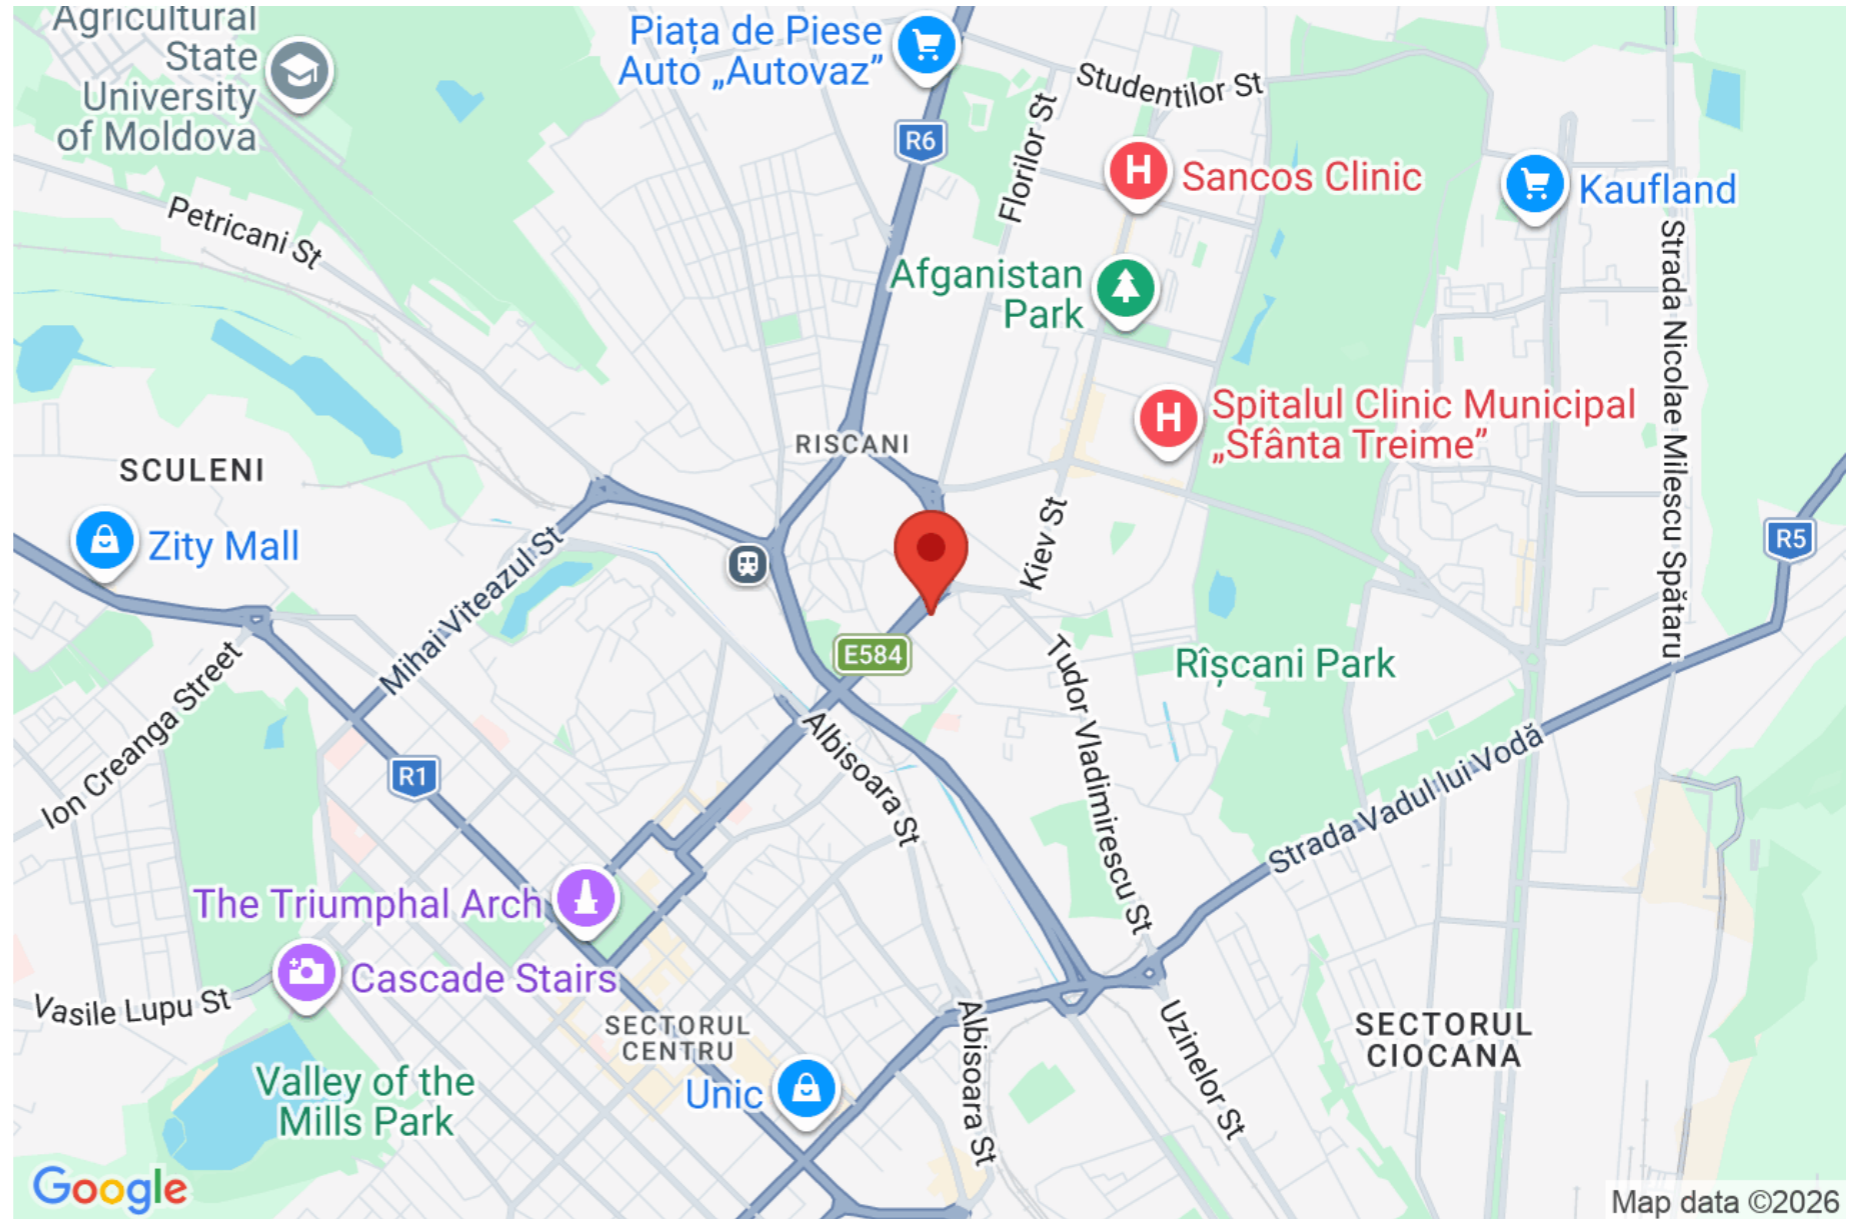 Agricultural
State
University
of Moldova
Piața de Piese
Auto „Autovaz”
R6
Studentilor St
Florilor St
Sancos Clinic
Kaufland
Petricani St
Afganistan
Park
Strada Nicolae Milescu Spătaru
Spitalul Clinic Municipal
„Sfânta Treime”
RISCANI
SCULENI
Zity Mall
Mihai Viteazul St
Kiev St
R5
E584
Rîșcani Park
Ion Creanga Street
Tudor Vladimirescu St
Albisoara St
R1
Strada Vadul lui Vodă
The Triumphal Arch
Cascade Stairs
Vasile Lupu St
SECTORUL
CENTRU
Albisoara St
Uzinelor St
SECTORUL
CIOCANA
Valley of the
Mills Park
Unic
Google
Map data ©2026